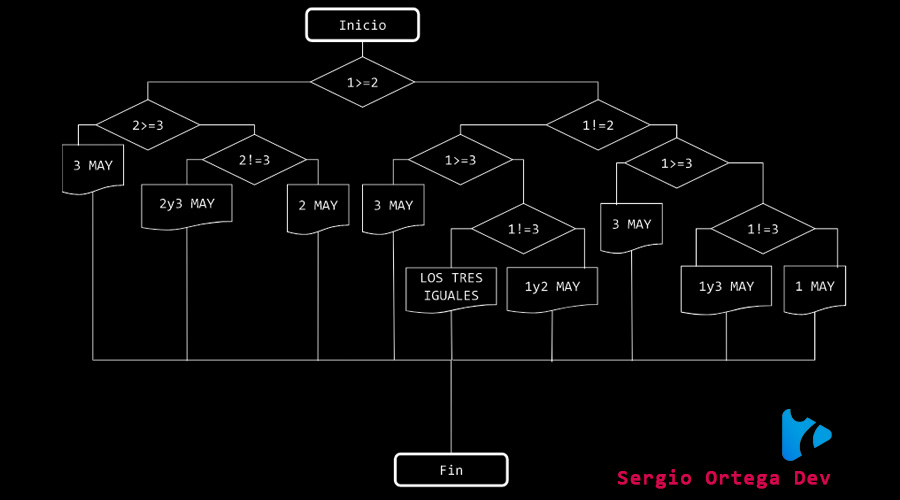 Inicio
1>=2
2>=3
1!=2
3 MAY
2!=3
1>=3
1>=3
2y3 MAY
2 MAY
3 MAY
1!=3
3 MAY
1!=3
LOS TRES
IGUALES
1y2 MAY
1y3 MAY
1 MAY
Fin
Sergio Ortega Dev